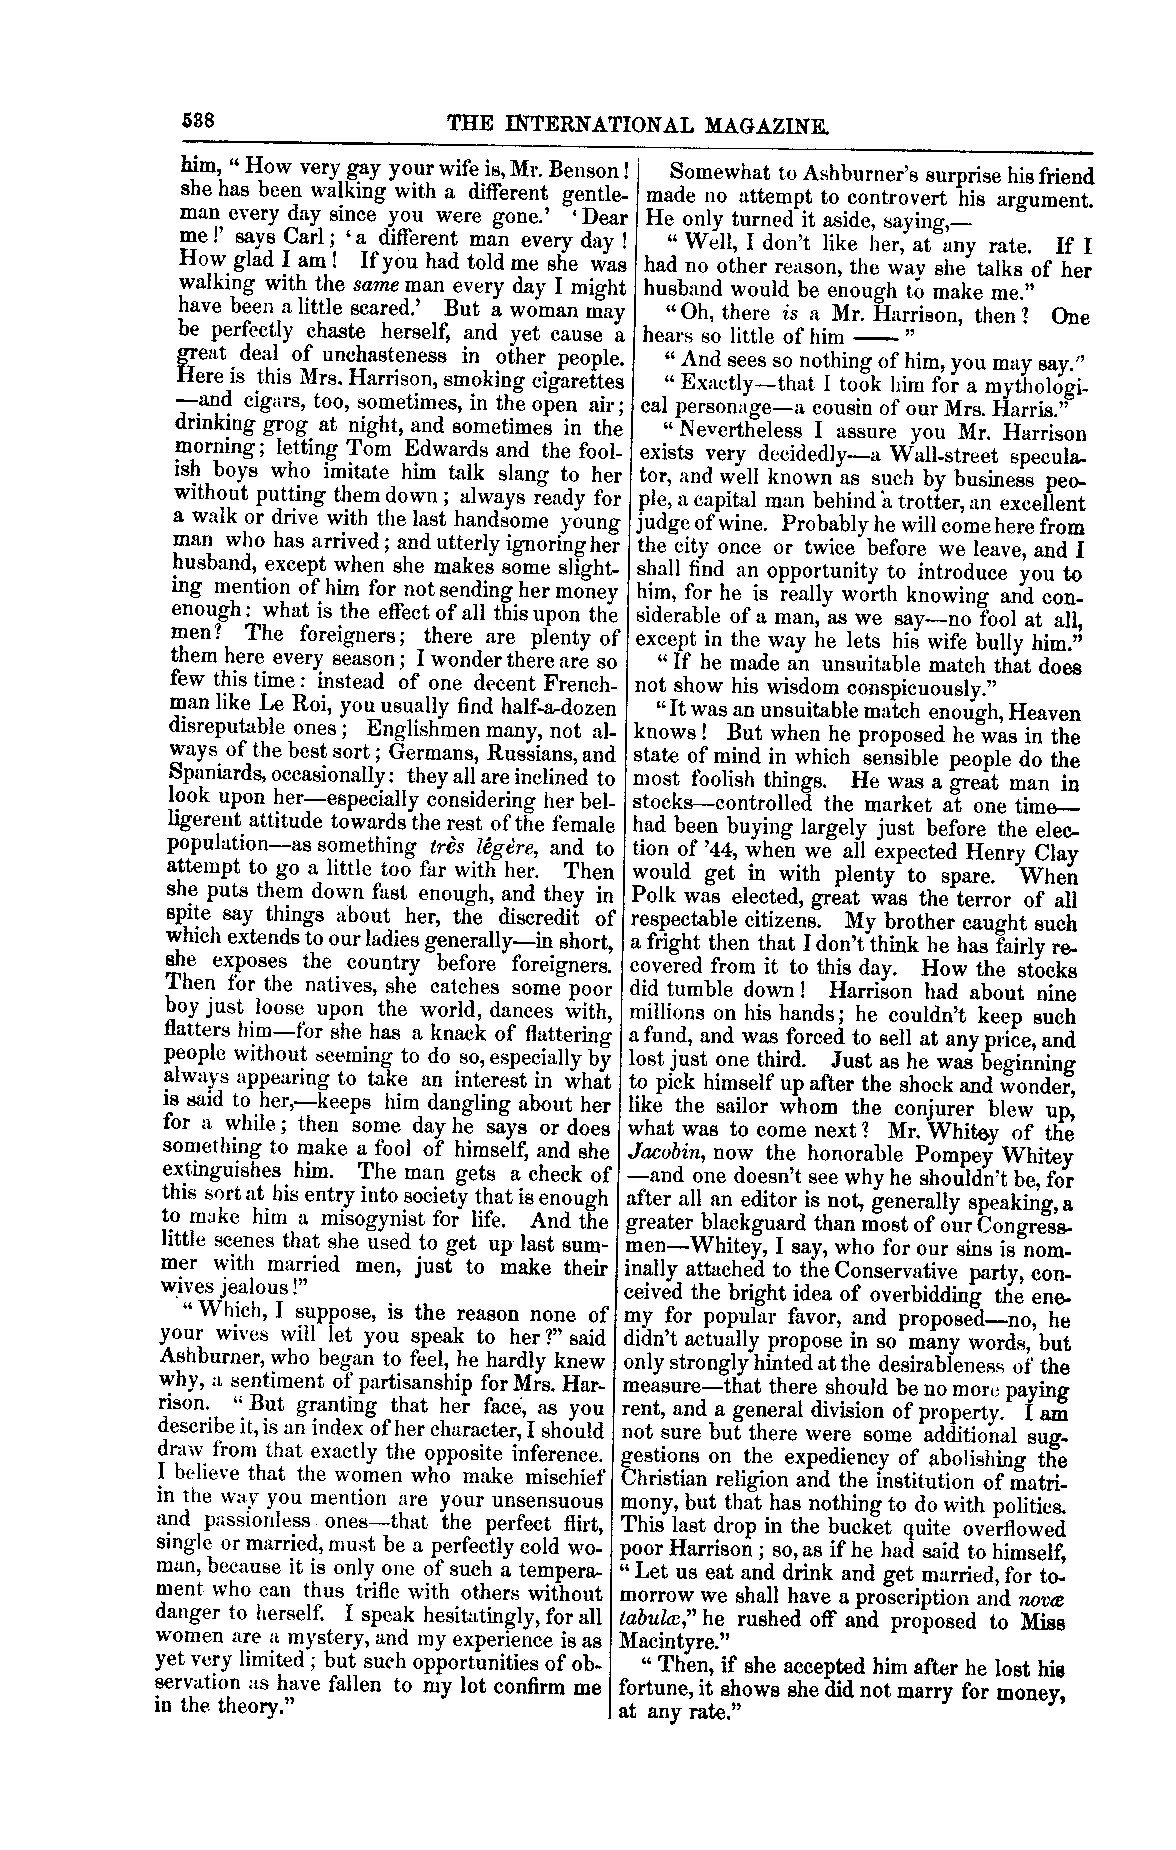 538 THE INTERNATIONAL MAGAZINE.
him, “ How very gay your wife is, Mr. Benson !
she has been walking with a different gentle-
man every day since you were gone.’ ‘ Dear
me !’ says Carl ; ‘ a different man every day !
How glad I am ! If you had told me she was
walking with the same man every day I might
have been a little scared.’ But a woman may
be perfectly chaste herself, and yet cause a
great deal of unchasteness in other people.
Here is this Mrs. Harrison, smoking cigarettes
—and cigars, too, sometimes, in the open air ;
drinking grog at night, and sometimes in the
morning ; letting Tom Edwards and the fool-
ish boys who imitate him talk slang to her
without putting them down ; always ready for
a walk or drive with the last handsome young
man who has arrived ; and utterly ignoring her
husband, except when she makes some slight-
ing mention of him for not sending her money
enough : what is the effect of all this upon the
men? The foreigners ; there are plenty of
them here every season ; I wonder there are so
few this time : instead of one decent French-
man like Le Roi, you usually find half-a-dozen
disreputable ones ; Englishmen many, not al-
ways of the best sort ; Germans, Russians, and
Spaniards, occasionally : they all are inclined to
look upon her—especially considering her bel-
ligerent attitude towards the rest of the female
population—as something très légère, and to
attempt to go a little too far with her. Then
she puts them down fast enough, and they in
spite say things about her, the discredit of
which extends to our ladies generally—in short,
she exposes the country before foreigners.
Then for the natives, she catches some poor
boy just loose upon the world, dances with,
flatters him—for she has a knack of flattering
people without seeming to do so, especially by
always appearing to take an interest in what
is said to her,—keeps him dangling about her
for a while ; then some day he says or does
something to make a fool of himself, and she
extinguishes him. The man gets a check of
this sort at his entry into society that is enough
to make him a misogynist for life. And the
little scenes that she used to get up last sum-
mer with married men, just to make their
wives jealous !”
“ Which, I suppose, is the reason none of
your wives will let you speak to her ?” said
Ashburner, who began to feel, he hardly knew
why, a sentiment of partisanship for Mrs. Har-
rison. “ But granting that her face, as you
describe it, is an index of her character, I should
draw from that exactly the opposite inference.
I believe that the women who make mischief
in the way you mention are your unsensuous
and passionless ones—that the perfect flirt,
single or married, must be a perfectly cold wo-
man, because it is only one of such a tempera-
ment who can thus trifle with others without
danger to herself. I speak hesitatingly, for all
women are a mystery, and my experience is as
yet very limited ; but such opportunities of ob-
servation as have fallen to my lot confirm me
in the theory.”
Somewhat to Ashburner’s surprise his friend
made no attempt to controvert his argument.
He only turned it aside, saying,—
“ Well, I don’t like her, at any rate. If I
had no other reason, the way she talks of her
husband would be enough to make me.”
“ Oh, there is a Mr. Harrison, then ? One
hears so little of him —— ”
“ And sees so nothing of him, you may say.”
“ Exactly—that I took him for a mythologi-
cal personage—a cousin of our Mrs. Harris.”
“ Nevertheless I assure you Mr. Harrison
exists very decidedly—a Wall-street specula-
tor, and well known as such by business peo-
ple, a capital man behind a trotter, an excellent
judge of wine. Probably he will come here from
the city once or twice before we leave, and I
shall find an opportunity to introduce you to
him, for he is really worth knowing and con-
siderable of a man, as we say—no fool at all,
except in the way he lets his wife bully him.”
“ If he made an unsuitable match that does
not show his wisdom conspicuously.”
“ It was an unsuitable match enough, Heaven
knows ! But when he proposed he was in the
state of mind in which sensible people do the
most foolish things. He was a great man in
stocks—controlled the market at one time—
had been buying largely just before the elec-
tion of ’44, when we all expected Henry Clay
would get in with plenty to spare. When
Polk was elected, great was the terror of all
respectable citizens. My brother caught such
a fright then that I don’t think he has fairly re-
covered from it to this day. How the stocks
did tumble down ! Harrison had about nine
millions on his hands ; he couldn’t keep such
a fund, and was forced to sell at any price, and
lost just one third. Just as he was beginning
to pick himself up after the shock and wonder,
like the sailor whom the conjurer blew up,
what was to come next ? Mr. Whitey of the
Jacobin, now the honorable Pompey Whitey
—and one doesn’t see why he shouldn’t be, for
after all an editor is not, generally speaking, a
greater blackguard than most of our Congress-
men—Whitey, I say, who for our sins is nom-
inally attached to the Conservative party, con-
ceived the bright idea of overbidding the ene-
my for popular favor, and proposed—no, he
didn’t actually propose in so many words, but
only strongly hinted at the desirableness of the
measure—that there should be no more paying
rent, and a general division of property. I am
not sure but there were some additional sug-
gestions on the expediency of abolishing the
Christian religion and the institution of matri-
mony, but that has nothing to do with politics.
This last drop in the bucket quite overflowed
poor Harrison ; so, as if he had said to himself,
“ Let us eat and drink and get married, for to-
morrow we shall have a proscription and novæ
tabulæ,” he rushed off and proposed to Miss
Macintyre.”
“ Then, if she accepted him after he lost his
fortune, it shows she did not marry for money,
at any rate.”